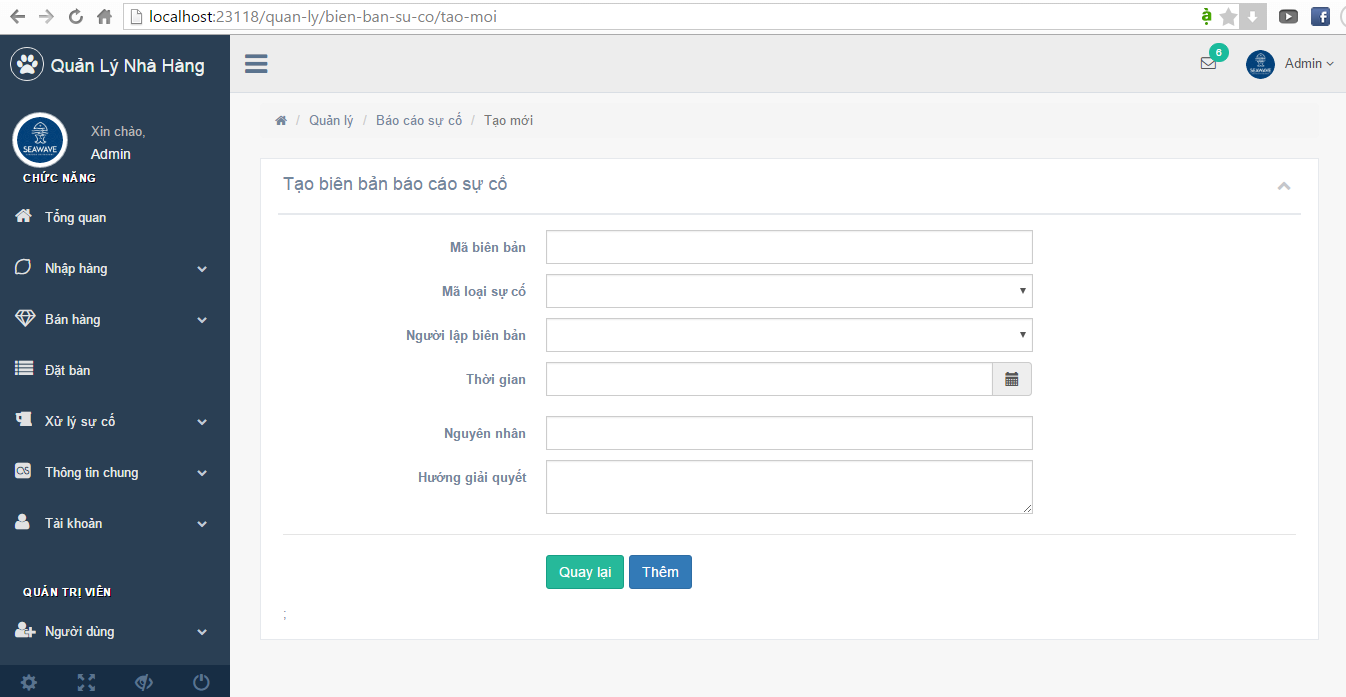 localhost:23118/quan-ly/bien-ban-su-co/tao-moi
Quản Lý Nhà Hàng
6
Admin
Xin chào,
Admin
SEAWAVE
CHỨC NĂNG
Tổng quan
Nhập hàng
Bán hàng
Đặt bàn
Xử lý sự cố
Thông tin chung
Tài khoản
QUẢN TRỊ VIÊN
Người dùng
/ Quản lý / Báo cáo sự cố / Tạo mới
Tạo biên bản báo cáo sự cố
Mã biên bản
Mã loại sự cố
Người lập biên bản
Thời gian
Nguyên nhân
Hướng giải quyết
Quay lại Thêm
;